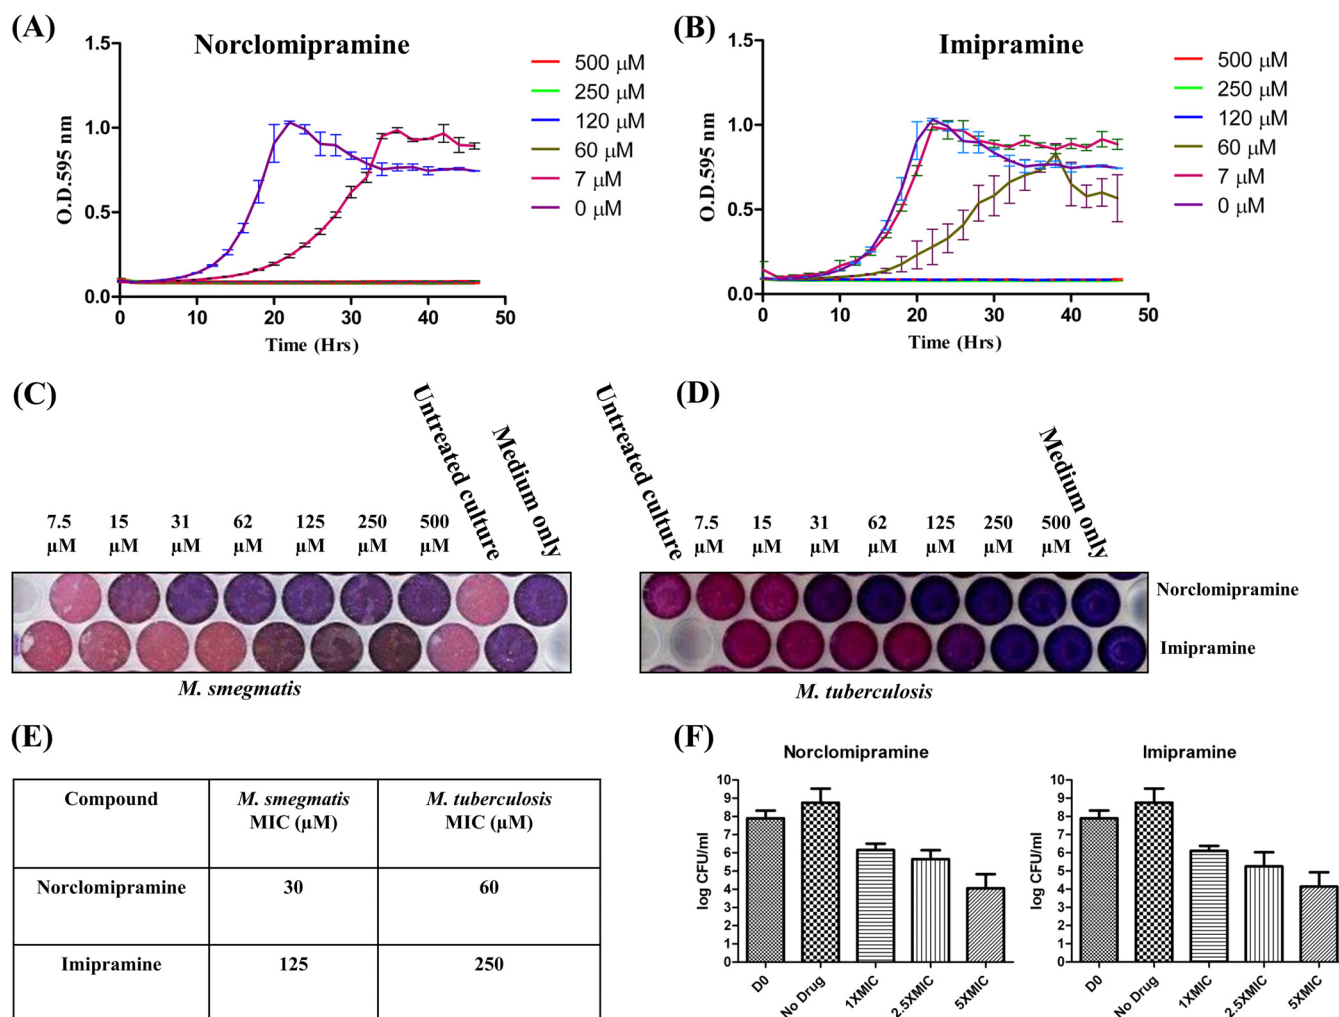 (A)
Norclomipramine
1.5
1.0
0.5
0.0
O.D.595 nm
0 10 20 30 40 50
Time (Hrs)
500 µM
250 µM
120 µM
60 µM
7 µM
0 µM
(B)
Imipramine
1.5
1.0
0.5
0.0
O.D.595 nm
0 10 20 30 40 50
Time (Hrs)
500 µM
250 µM
120 µM
60 µM
7 µM
0 µM
(C)
7.5 15 31 62 125 250 500
µM µM µM µM µM µM µM
Untreated culture
Medium only
M. smegmatis
(D)
Untreated culture
7.5 15 31 62 125 250 500
µM µM µM µM µM µM µM
Medium only
Norclomipramine
Imipramine
M. tuberculosis
(E)
Compound
M. smegmatis
MIC (µM)
M. tuberculosis
MIC (µM)
Norclomipramine 30 60
Imipramine 125 250
(F)
Norclomipramine
10
9
8
7
6
5
4
3
2
1
0
log CFU/ml
D0
No Drug
1XMIC
2.5XMIC
5XMIC
Imipramine
10
9
8
7
6
5
4
3
2
1
0
log CFU/ml
D0
No Drug
1XMIC
2.5XMIC
5XMIC